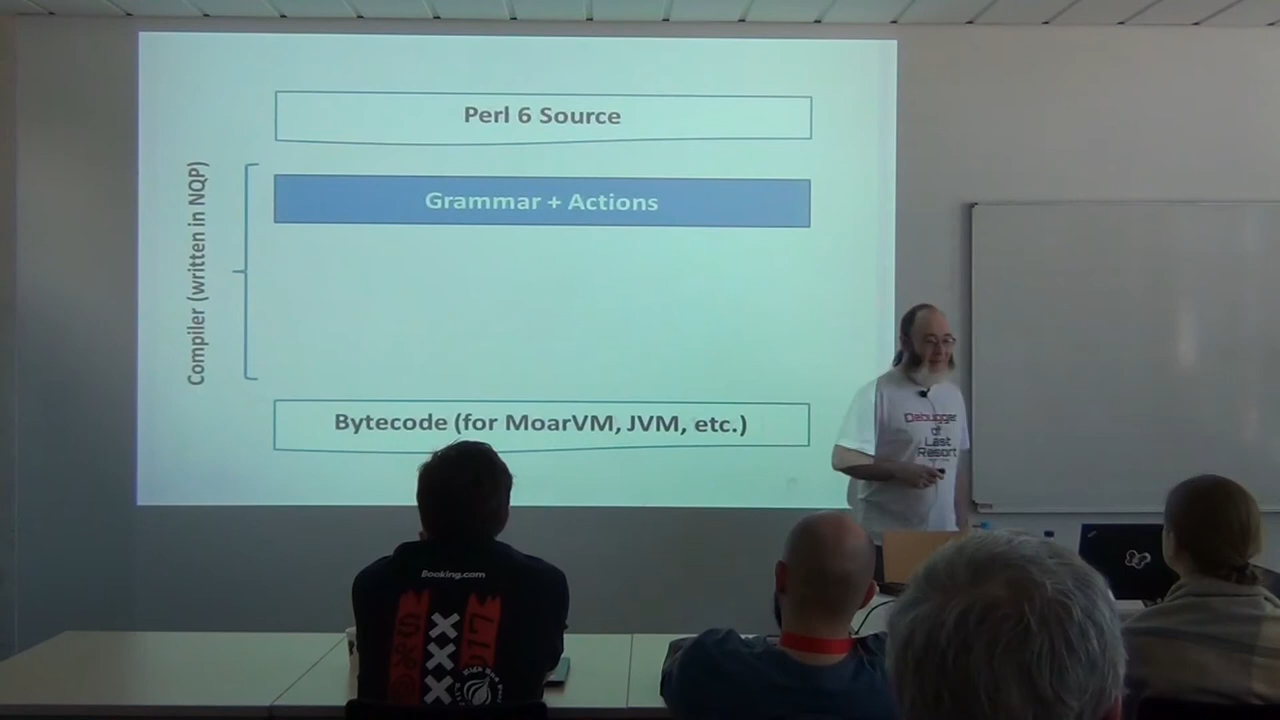 Perl 6 Source
Compiler (written in NQP)
Grammar + Actions
Bytecode (for MoarVM, JVM, etc.)
Debugger
of
Last
Resort
Booking.com